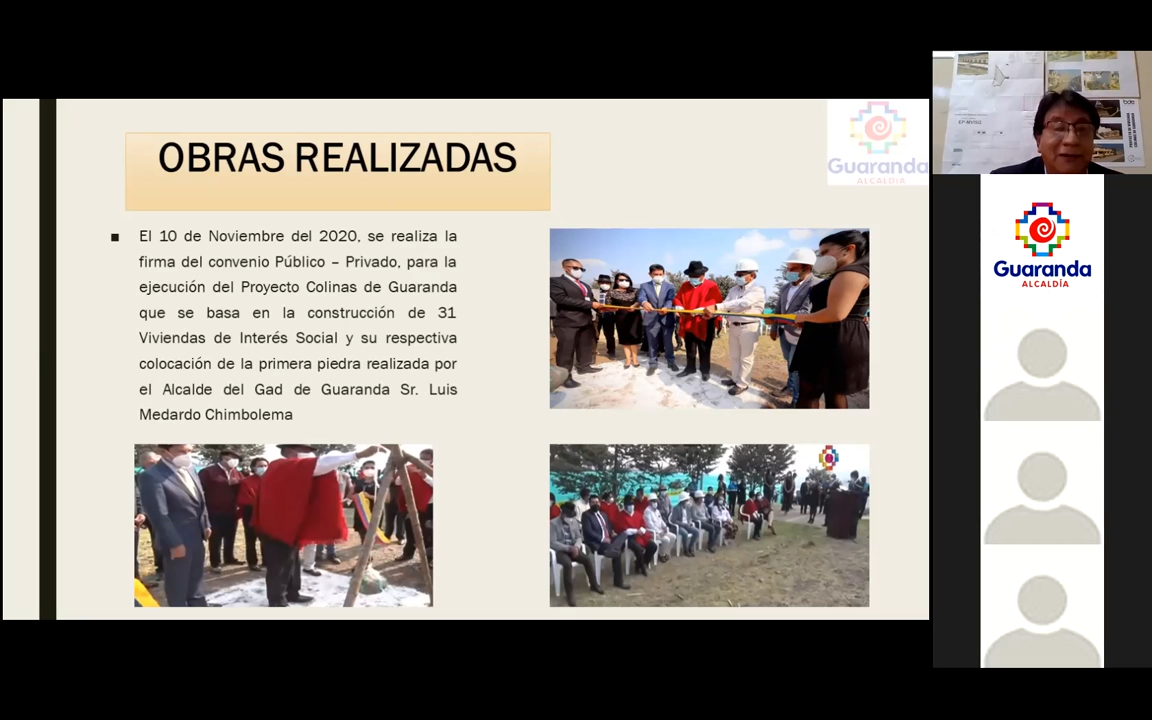 OBRAS REALIZADAS
Guaranda
ALCALDÍA
■ El 10 de Noviembre del 2020, se realiza la
firma del convenio Público – Privado, para la
ejecución del Proyecto Colinas de Guaranda
que se basa en la construcción de 31
Viviendas de Interés Social y su respectiva
colocación de la primera piedra realizada por
el Alcalde del Gad de Guaranda Sr. Luis
Medardo Chimbolema
bde
Guaranda
ALCALDÍA